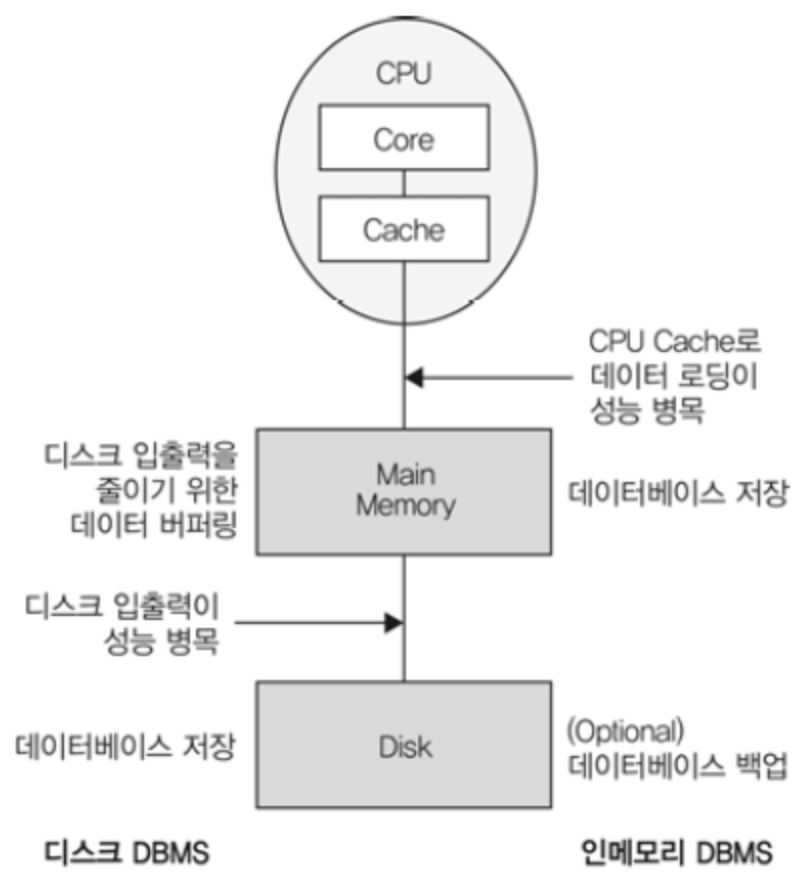 CPU
Core
Cache
CPU Cache로
데이터 로딩이
성능 병목
디스크 입출력을
줄이기 위한
데이터 버퍼링
Main
Memory
데이터베이스 저장
디스크 입출력이
성능 병목
데이터베이스 저장
Disk
(Optional)
데이터베이스 백업
디스크 DBMS
인메모리 DBMS